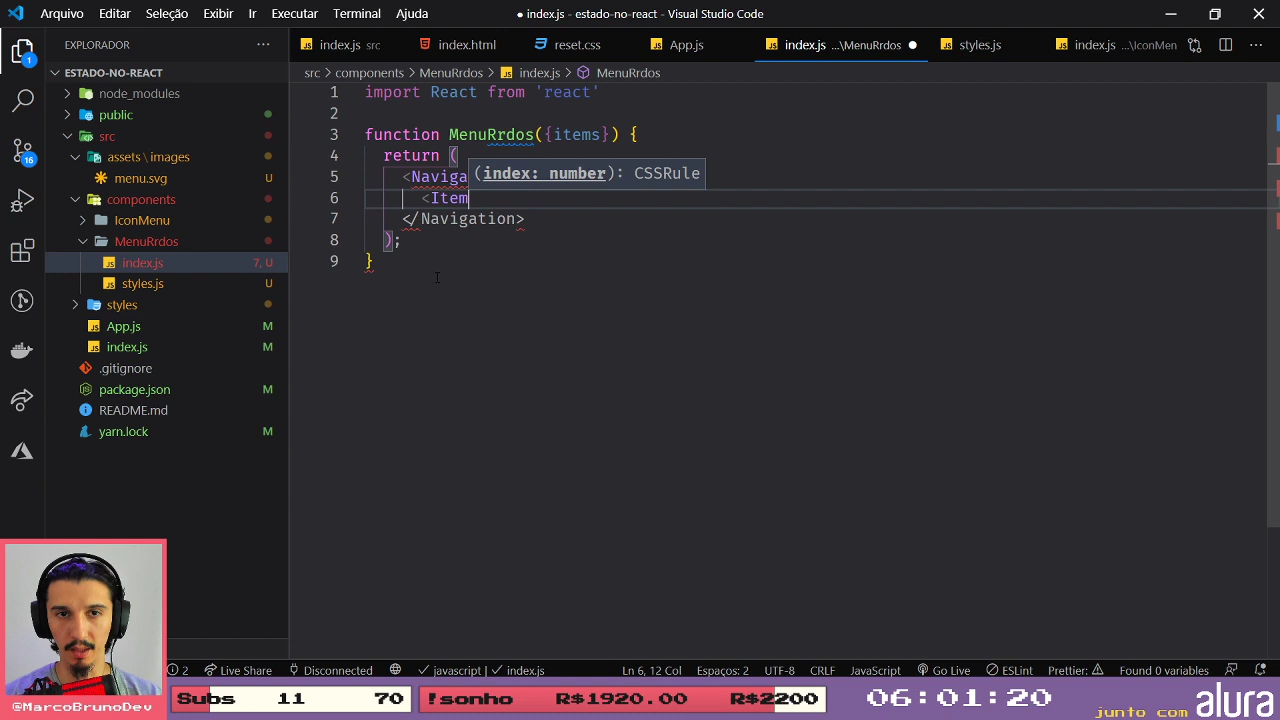 Arquivo Editar Seleção Exibir Ir Executar Terminal Ajuda
● index.js - estado-no-react - Visual Studio Code
EXPLORADOR
index.js src
index.html
reset.css
App.js
index.js ...\MenuRrdos
styles.js
index.js ...\IconMen
ESTADO-NO-REACT
src > components > MenuRrdos > index.js > MenuRrdos
node_modules
public
src
assets \ images
menu.svg U
components
IconMenu
MenuRrdos
index.js 7, U
styles.js U
styles
App.js M
index.js M
.gitignore
package.json M
README.md
yarn.lock M
1
16
1 import React from 'react'
2
3 function MenuRrdos({items}) {
4 return (
5 <Naviga
(index: number): CSSRule
6 <Item
7 </Navigation>
8 );
9 }
2 Live Share Disconnected javascript | index.js Ln 6, 12 Col Espaços: 2 UTF-8 CRLF JavaScript Go Live ESLint Prettier: Found 0 variables
@MarcoBrunoDev
Subs 11 70
!sonho R$1920.00 R$2200
06:01:20
junto com alura